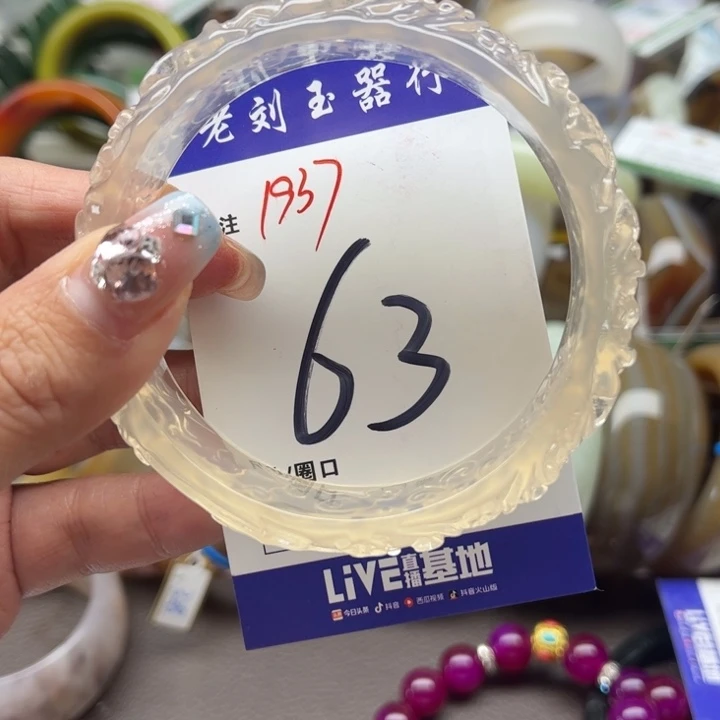 老刘玉器行
注
1937
63
圈口
LiVE直播基地
今日头条 抖音 西瓜视频 抖音火山版